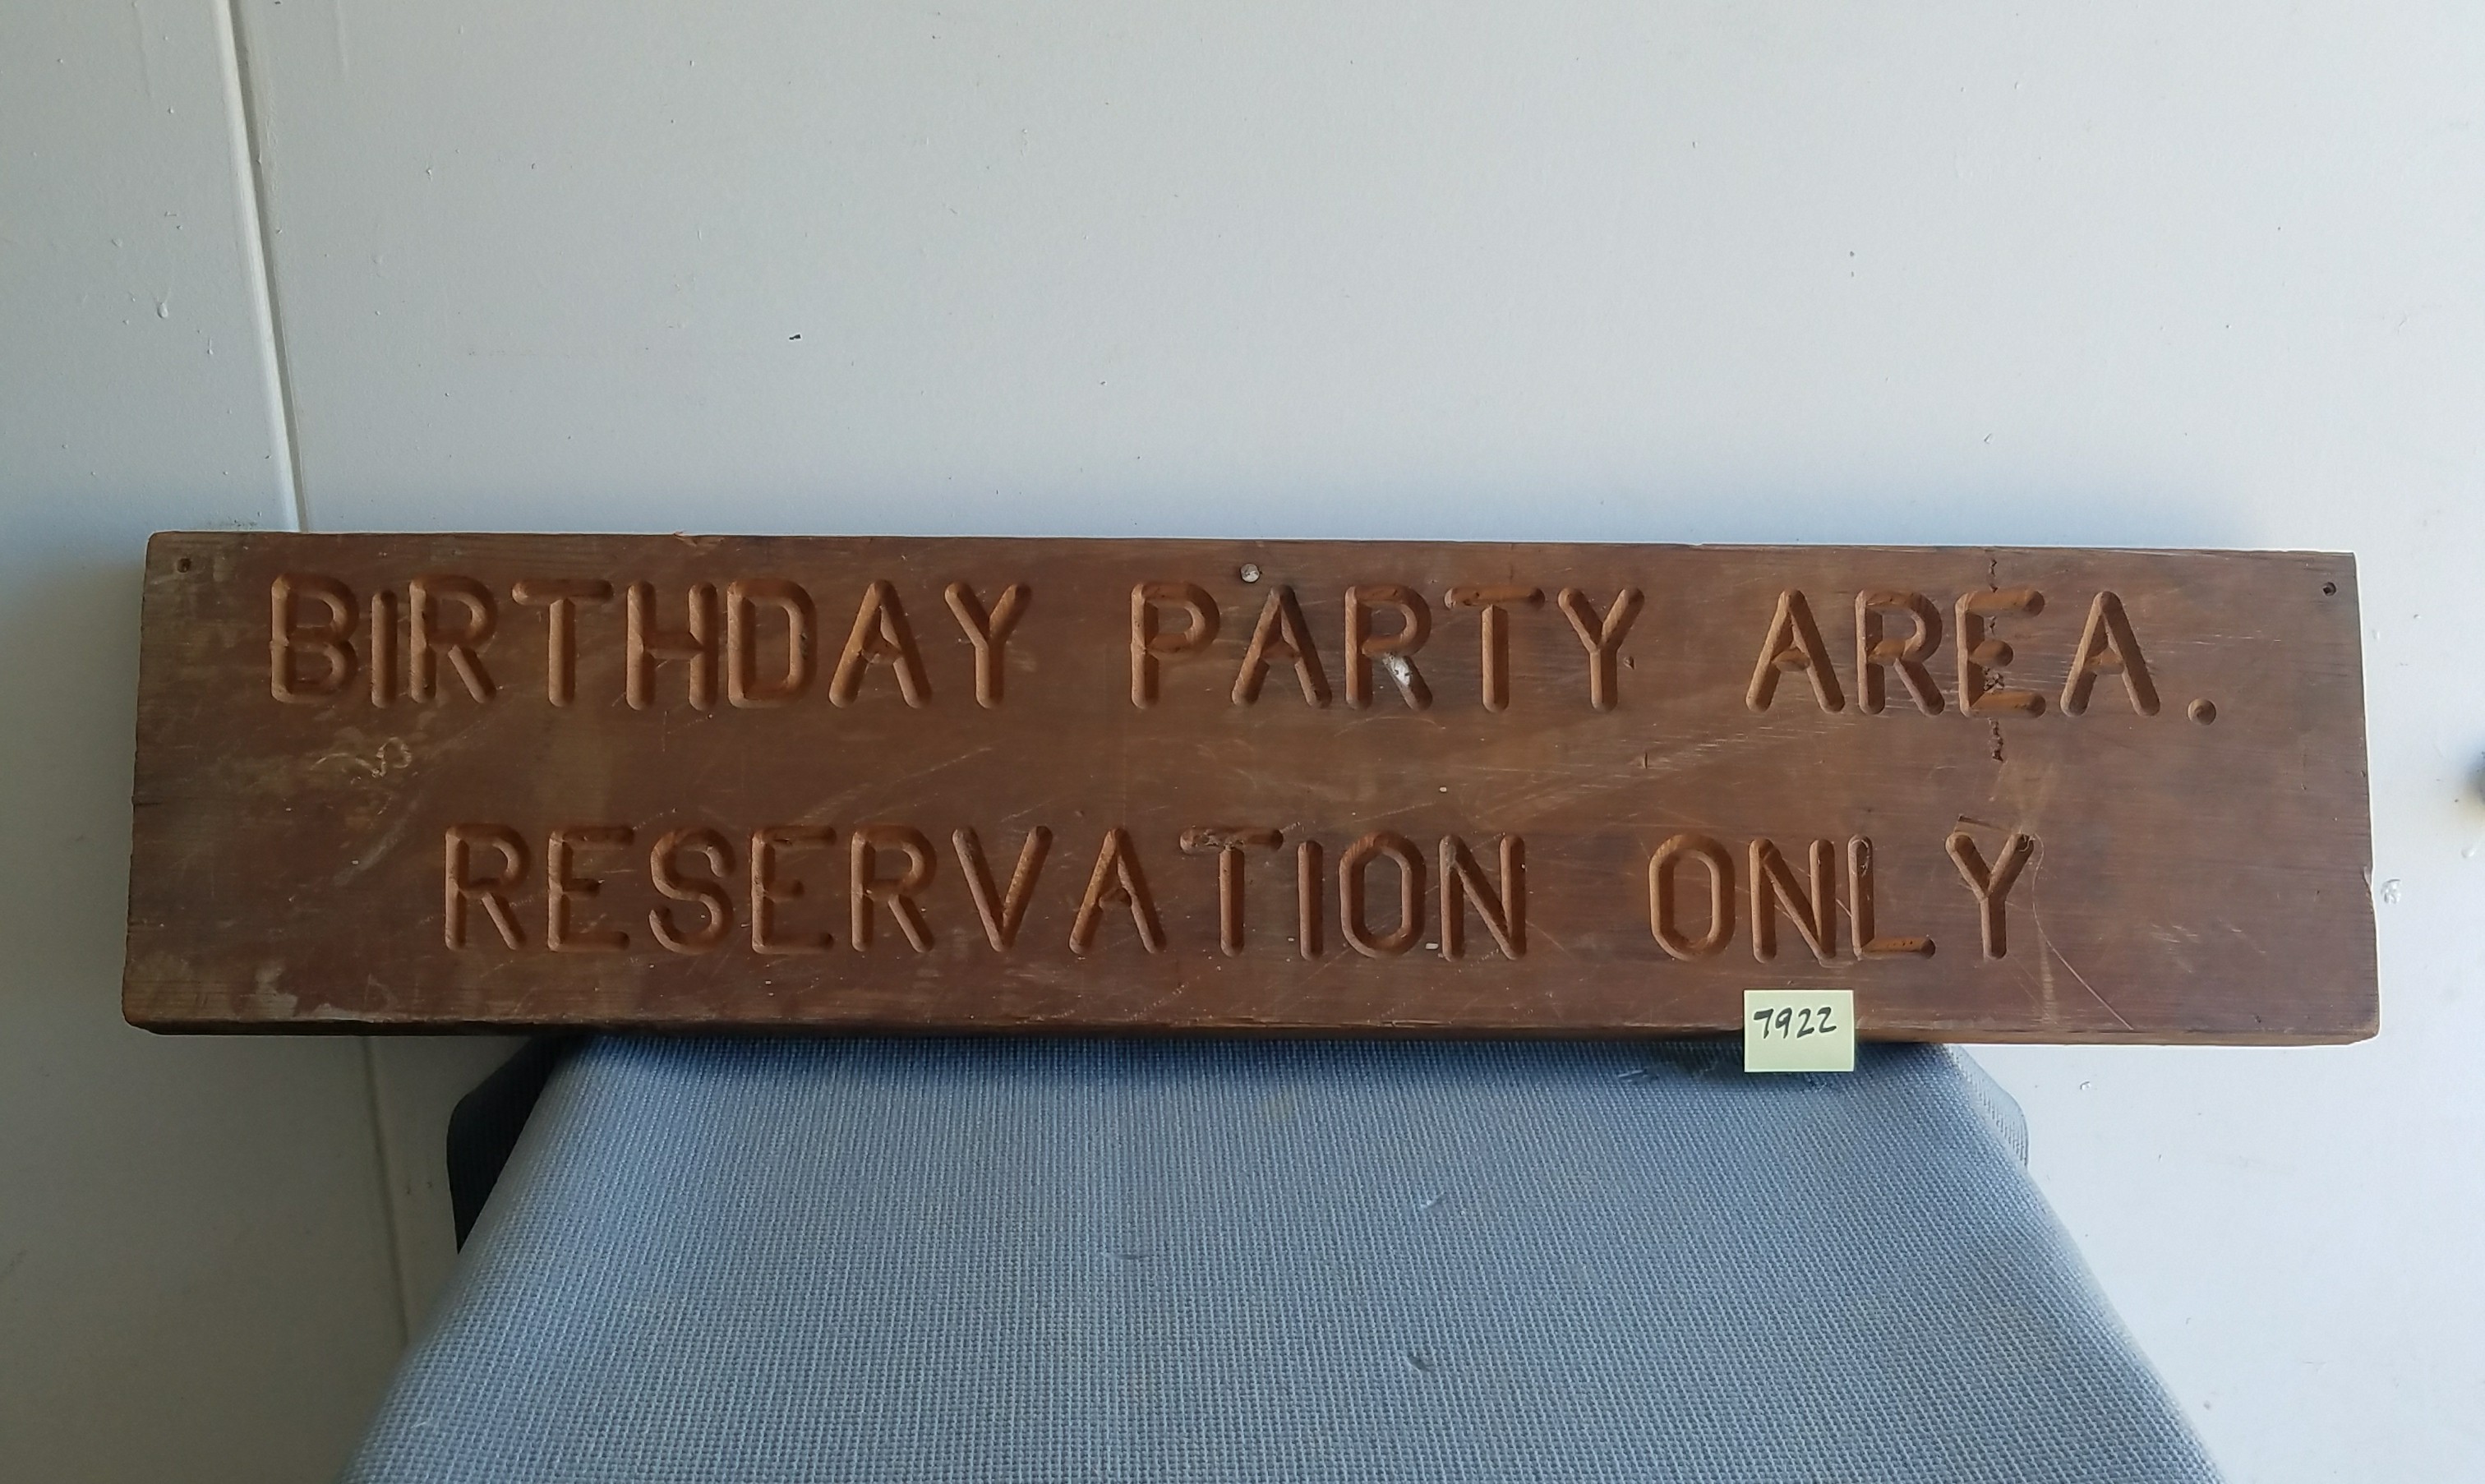 BIRTHDAY PARTY AREA.
RESERVATION ONLY
7922